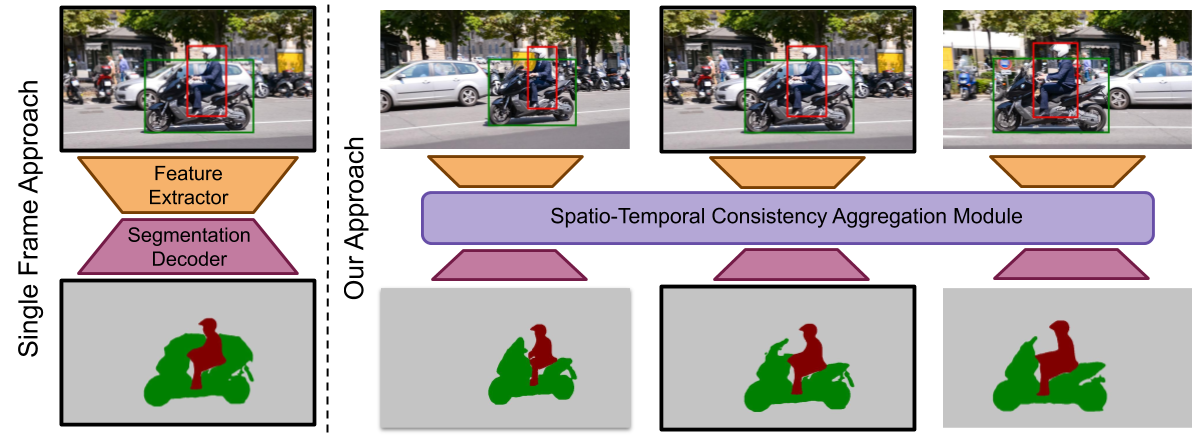 Single Frame Approach
Feature
Extractor
Segmentation
Decoder
Our Approach
Spatio-Temporal Consistency Aggregation Module